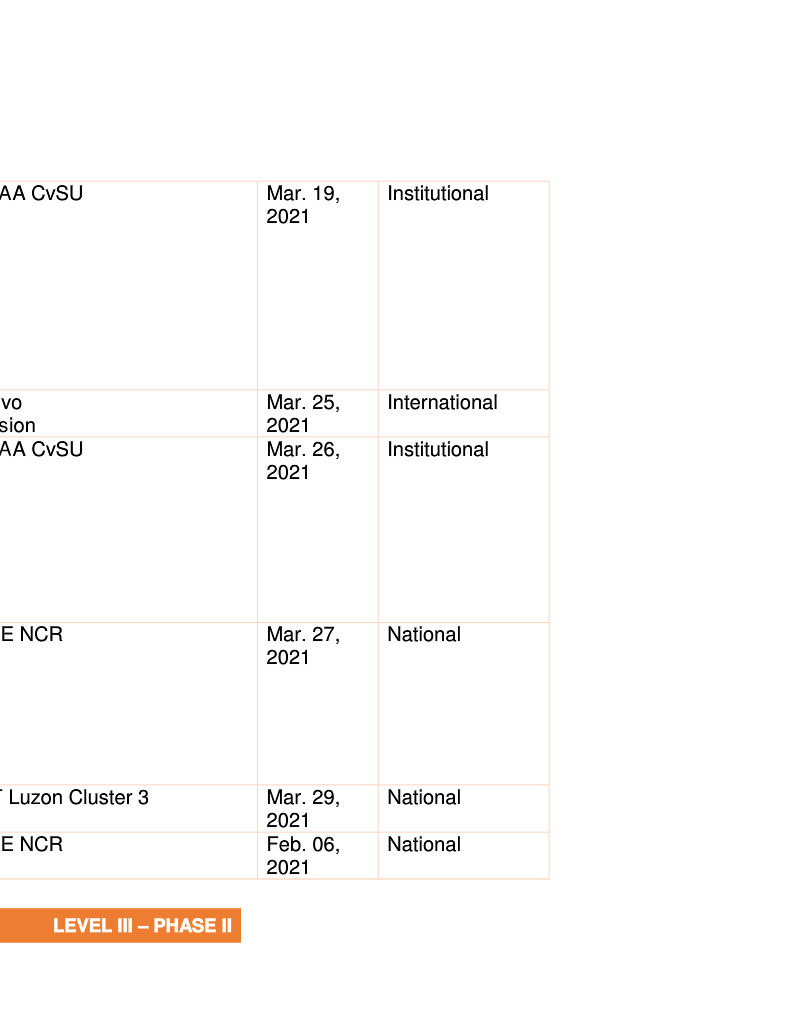 AA CvSU Mar. 19, Institutional
2021
vo Mar. 25, International
sion 2021
AA CvSU Mar. 26, Institutional
2021
E NCR Mar. 27, National
2021
Luzon Cluster 3 Mar. 29, National
2021
E NCR Feb. 06, National
2021
LEVEL III – PHASE II